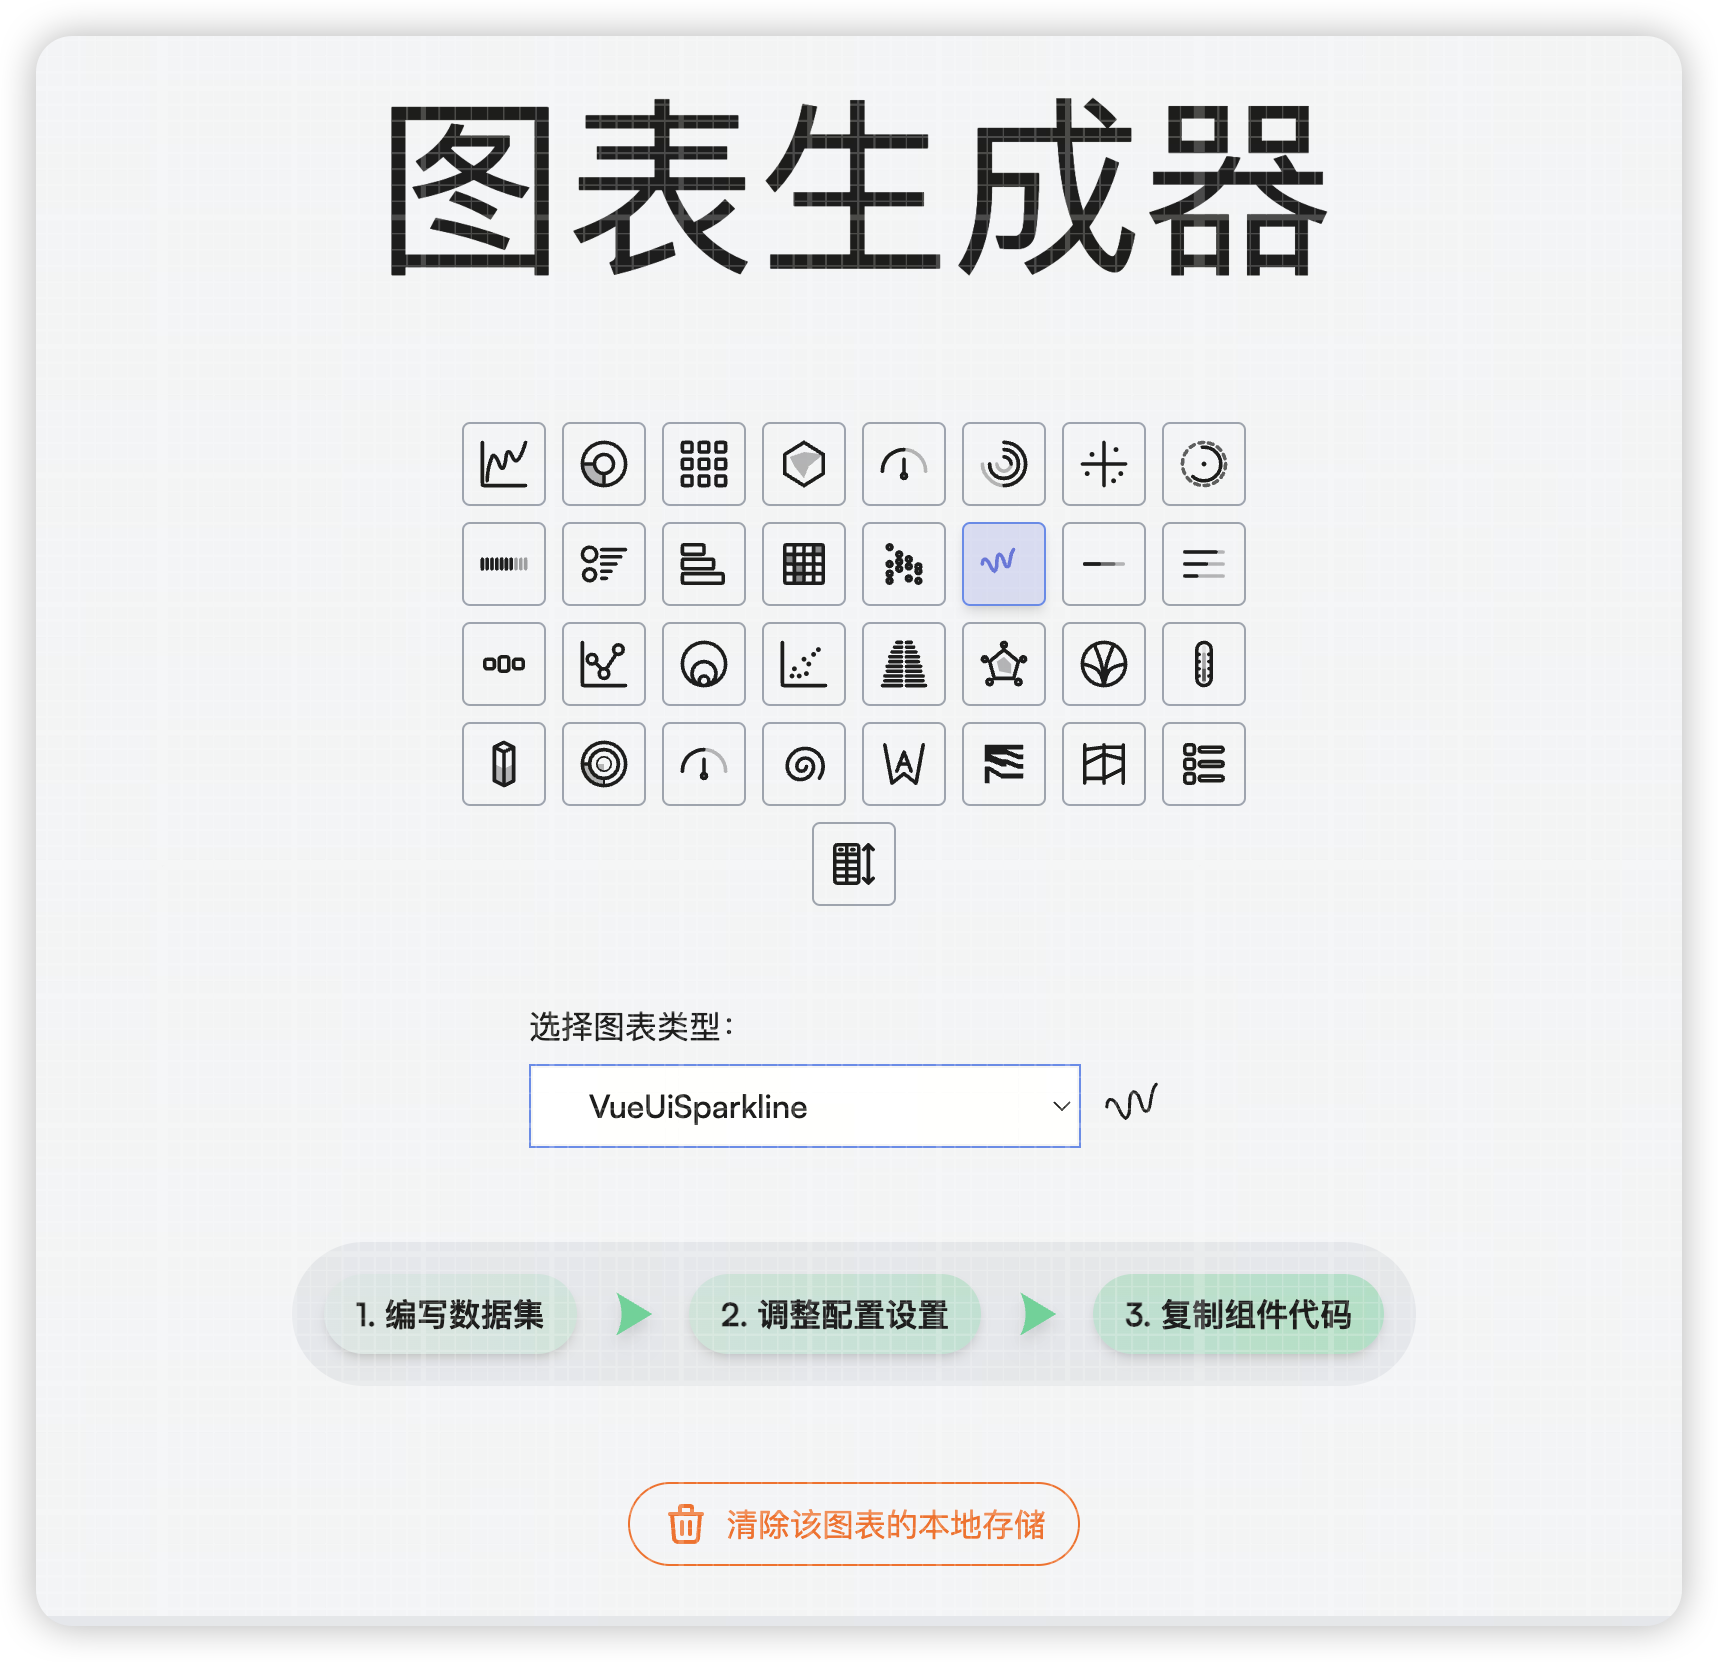 图表生成器
选择图表类型：
VueUiSparkline
1. 编写数据集
2. 调整配置设置
3. 复制组件代码
清除该图表的本地存储